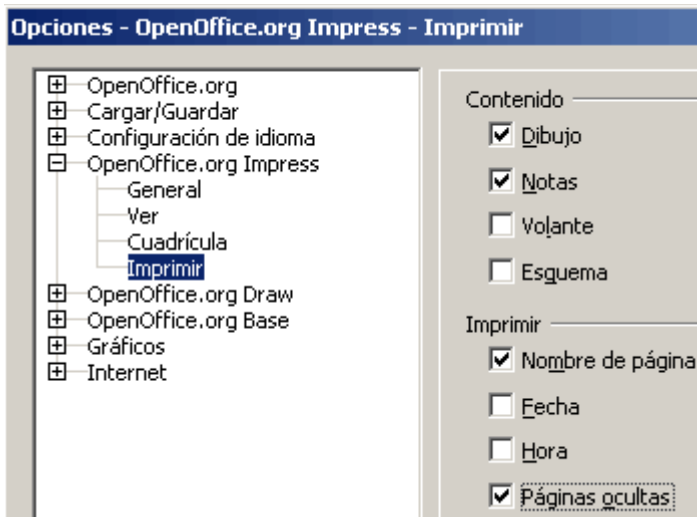 Opciones - OpenOffice.org Impress - Imprimir
OpenOffice.org
Cargar/Guardar
Configuración de idioma
OpenOffice.org Impress
General
Ver
Cuadrícula
Imprimir
OpenOffice.org Draw
OpenOffice.org Base
Gráficos
Internet
Contenido
Dibujo
Notas
Volante
Esquema
Imprimir
Nombre de página
Fecha
Hora
Páginas ocultas